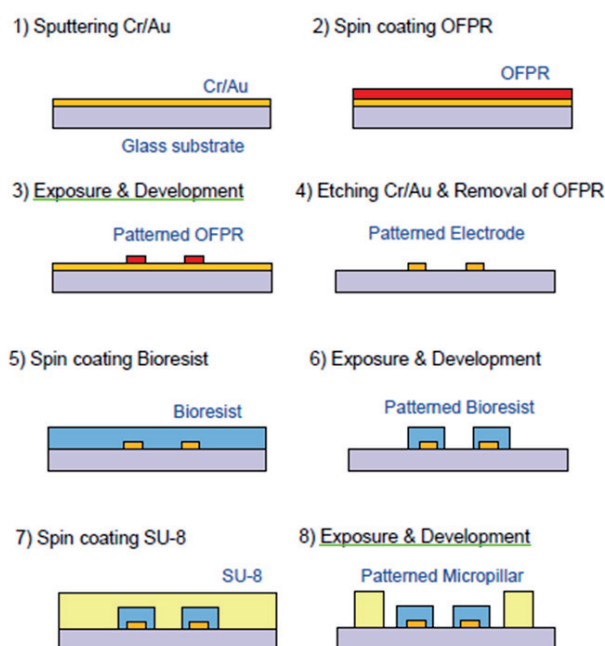 1) Sputtering Cr/Au
Cr/Au
Glass substrate
2) Spin coating OFPR
OFPR
3) Exposure & Development
Patterned OFPR
4) Etching Cr/Au & Removal of OFPR
Patterned Electrode
5) Spin coating Bioresist
Bioresist
6) Exposure & Development
Patterned Bioresist
7) Spin coating SU-8
SU-8
8) Exposure & Development
Patterned Micropillar